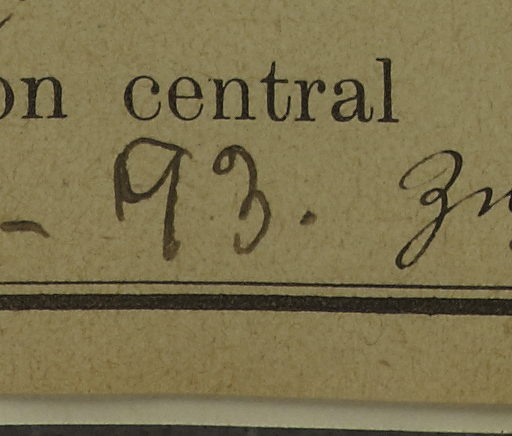 on central
- 93.